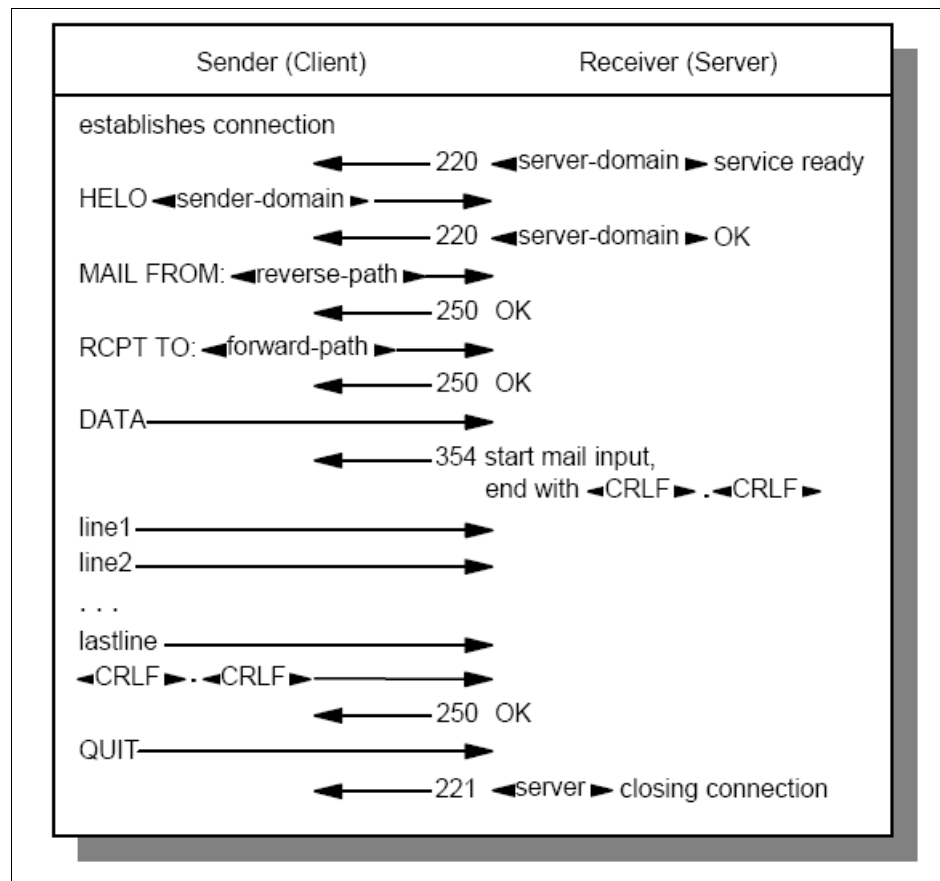 Sender (Client) Receiver (Server)
establishes connection
220 ◄server-domain► service ready
HELO ◄sender-domain►
220 ◄server-domain► OK
MAIL FROM: ◄reverse-path►
250 OK
RCPT TO: ◄forward-path►
250 OK
DATA
354 start mail input,
end with ◄CRLF►.◄CRLF►
line1
line2
. . .
lastline
◄CRLF►.◄CRLF►
250 OK
QUIT
221 ◄server► closing connection